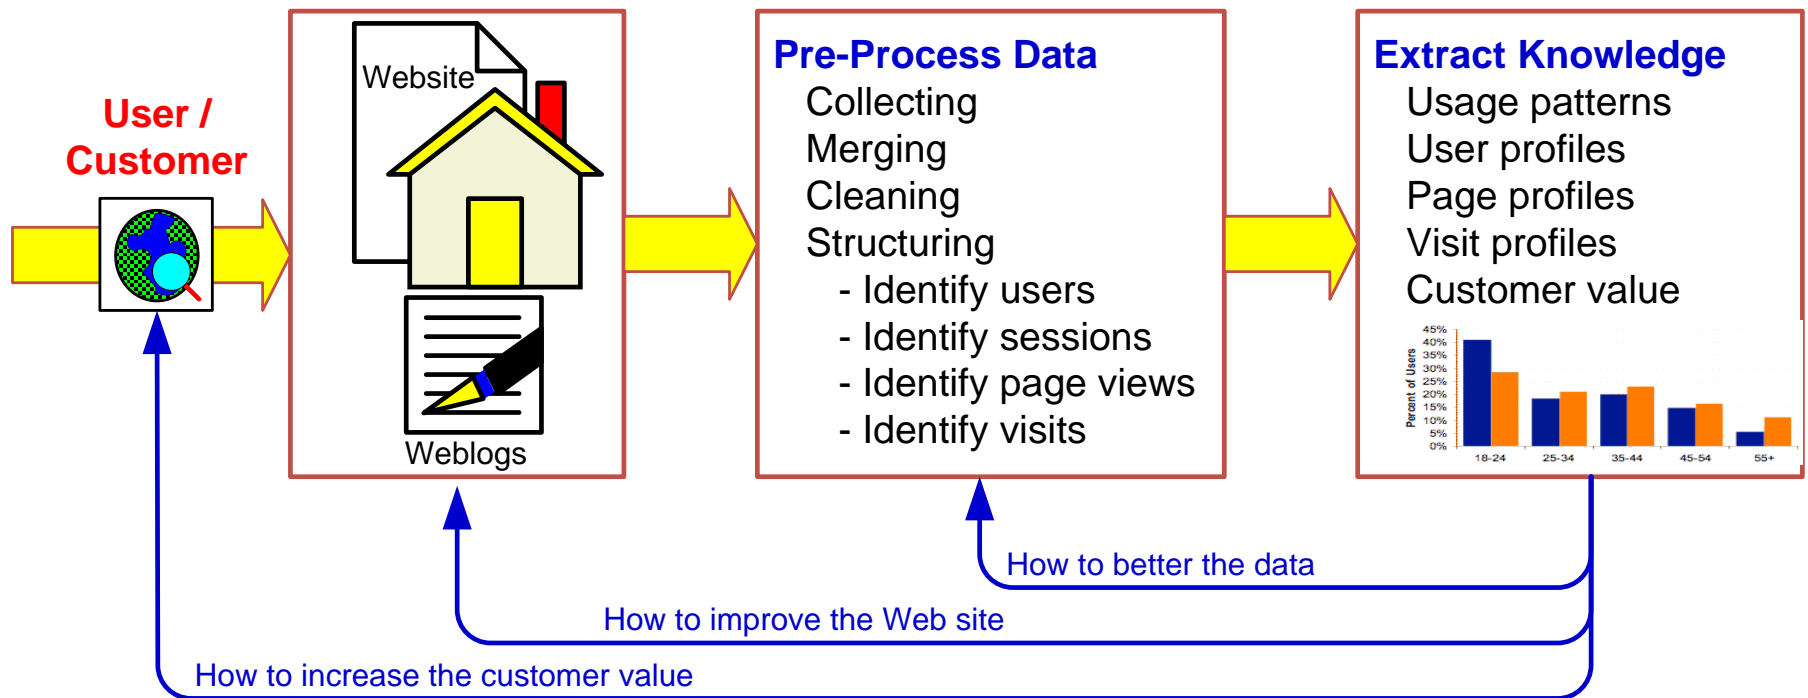 User /
Customer
Website
Weblogs
Pre-Process Data
Collecting
Merging
Cleaning
Structuring
- Identify users
- Identify sessions
- Identify page views
- Identify visits
Extract Knowledge
Usage patterns
User profiles
Page profiles
Visit profiles
Customer value
Percent of Users
45%
40%
35%
30%
25%
20%
15%
10%
5%
0%
18-24 25-34 35-44 45-54 55+
How to better the data
How to improve the Web site
How to increase the customer value